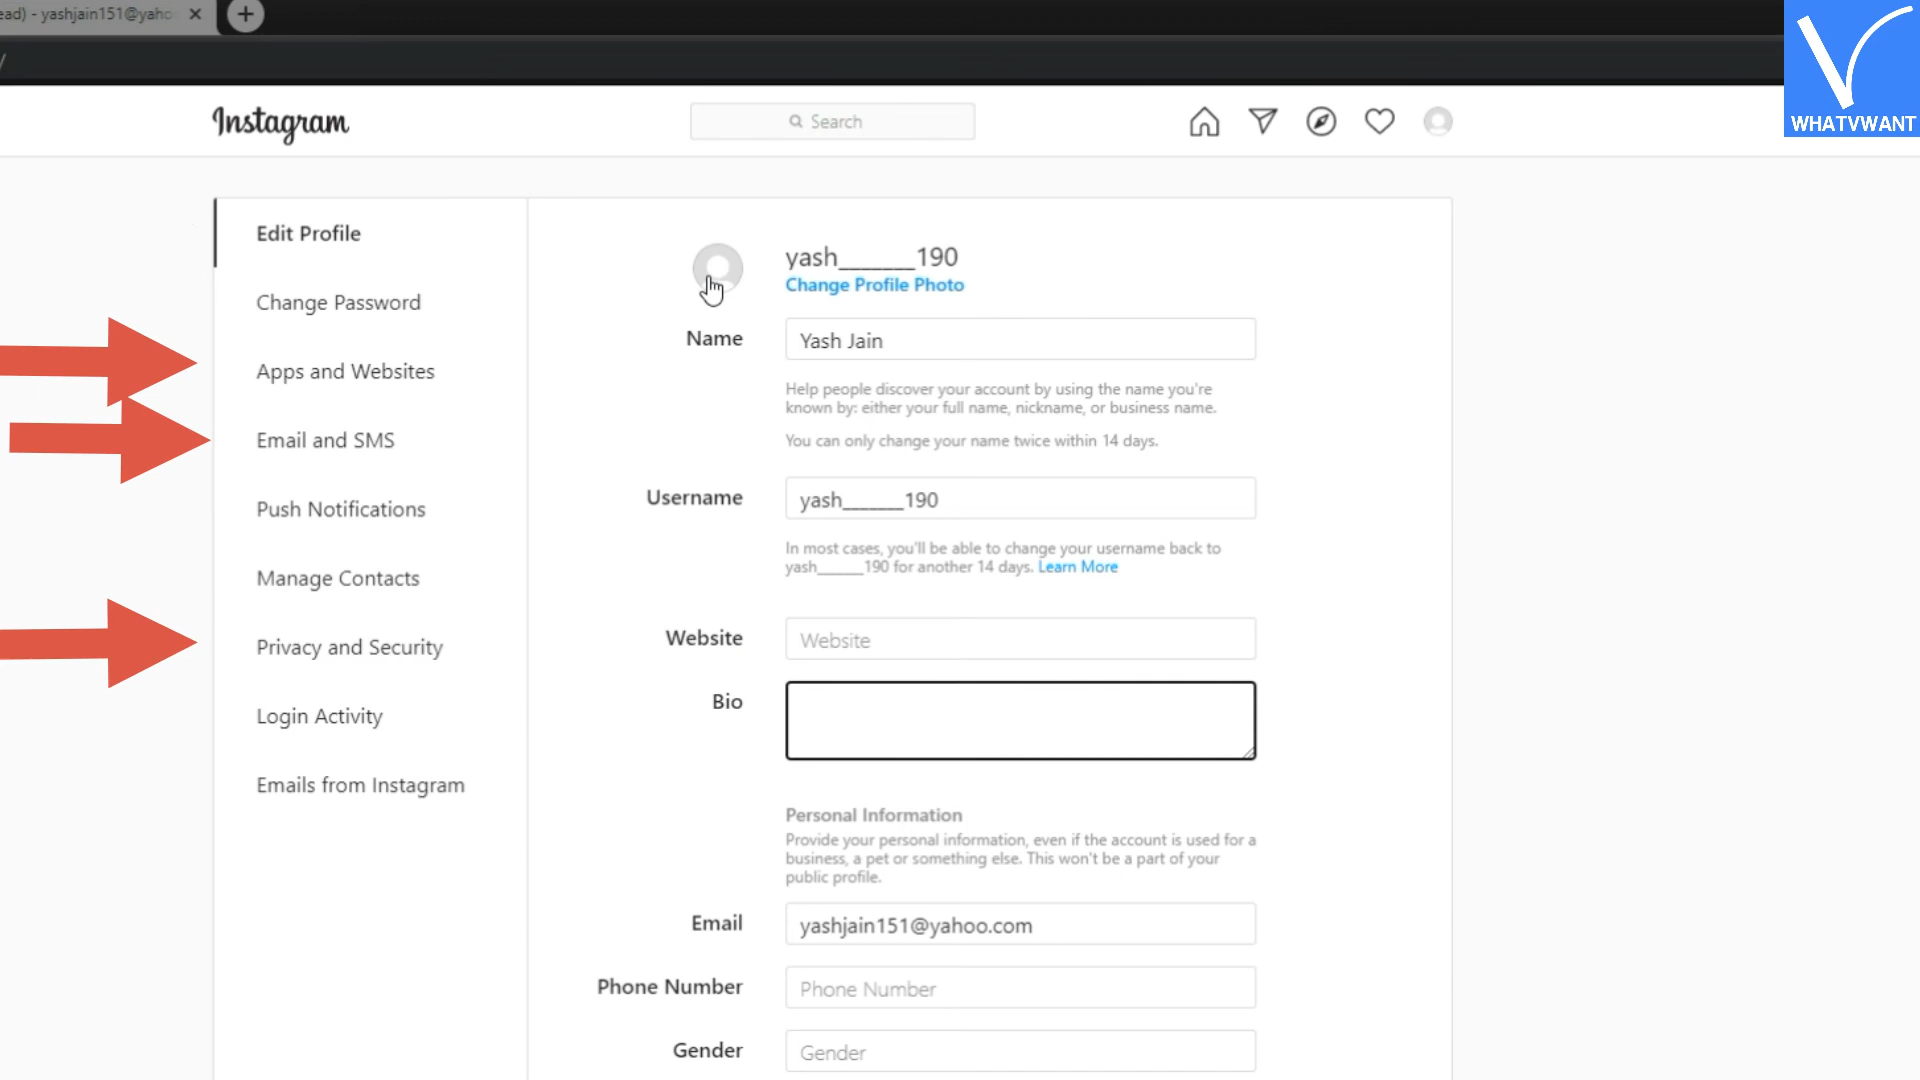 ead) - yashjain151@yaho
/
WHATVWANT
Instagram
Search
Edit Profile
Change Password
Apps and Websites
Email and SMS
Push Notifications
Manage Contacts
Privacy and Security
Login Activity
Emails from Instagram
yash_______190
Change Profile Photo
Name
Yash Jain
Help people discover your account by using the name you're
known by: either your full name, nickname, or business name.
You can only change your name twice within 14 days.
Username
yash_______190
In most cases, you'll be able to change your username back to
yash_______190 for another 14 days. Learn More
Website
Website
Bio
Personal Information
Provide your personal information, even if the account is used for a
business, a pet or something else. This won't be a part of your
public profile.
Email
yashjain151@yahoo.com
Phone Number
Phone Number
Gender
Gender